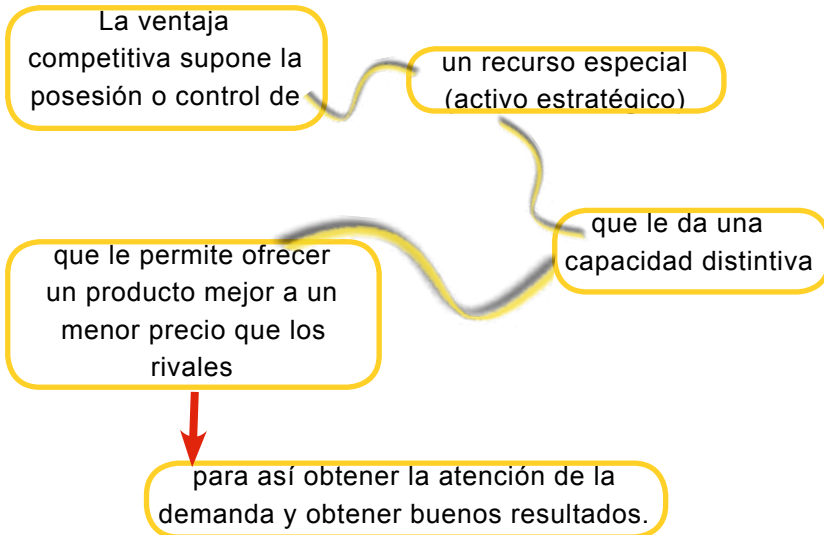 La ventaja
competitiva supone la
posesión o control de
un recurso especial
(activo estratégico)
que le da una
capacidad distintiva
que le permite ofrecer
un producto mejor a un
menor precio que los
rivales
para así obtener la atención de la
demanda y obtener buenos resultados.